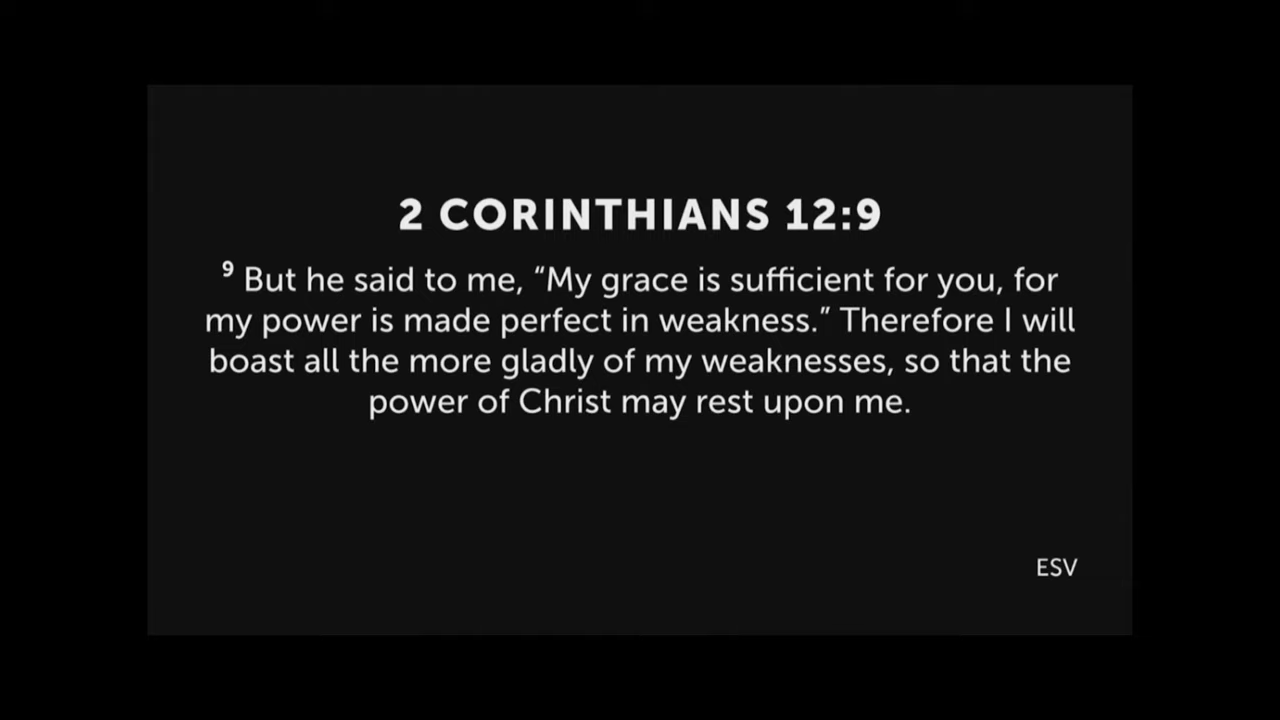 2 CORINTHIANS 12:9
⁹ But he said to me, “My grace is sufficient for you, for
my power is made perfect in weakness.” Therefore I will
boast all the more gladly of my weaknesses, so that the
power of Christ may rest upon me.
ESV